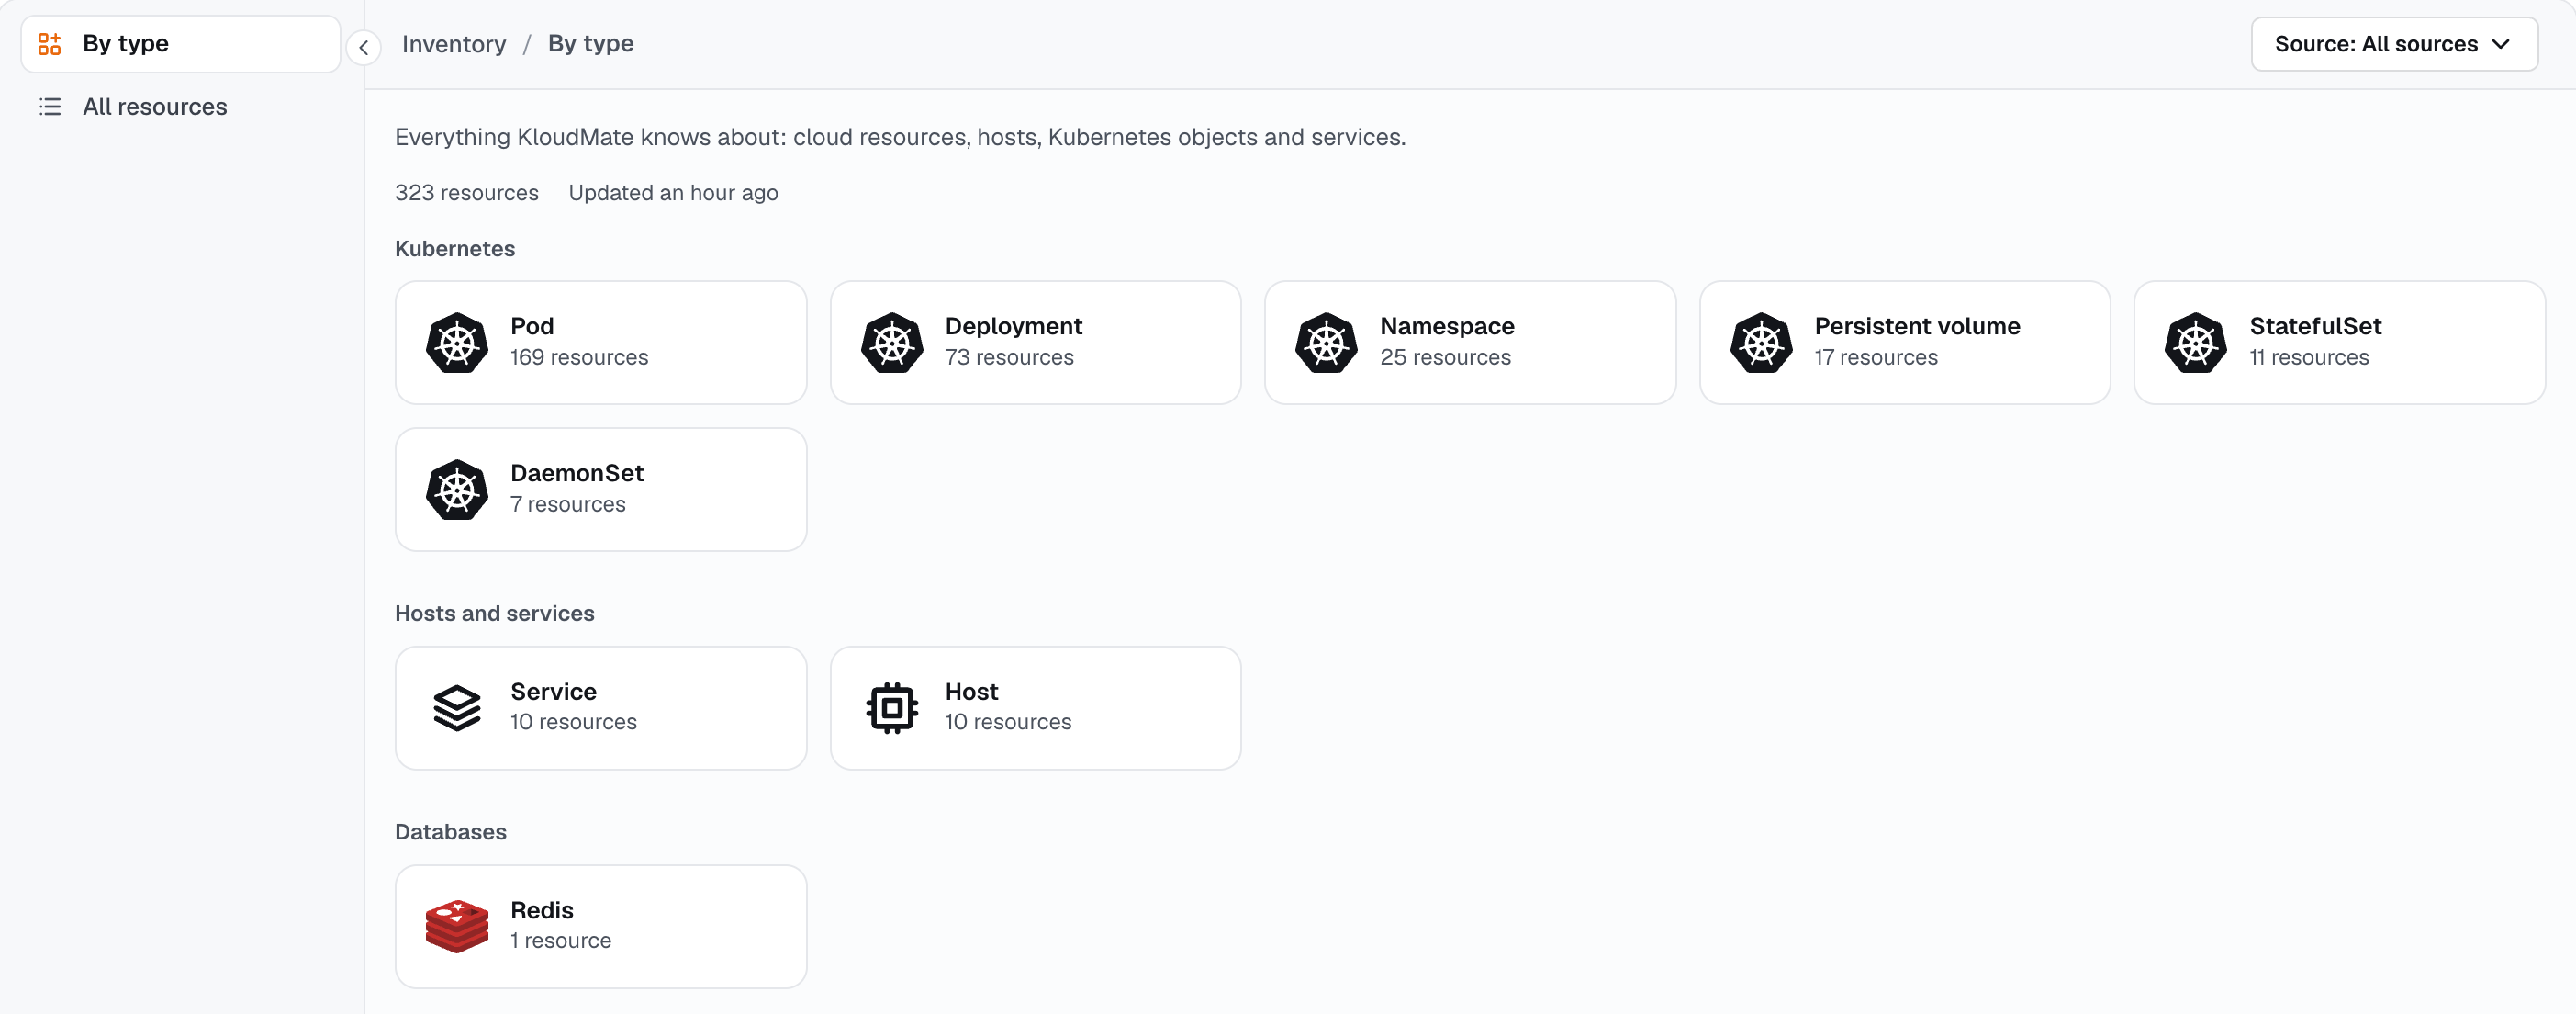 By type
All resources
Inventory / By type
Source: All sources
Everything KloudMate knows about: cloud resources, hosts, Kubernetes objects and services.
323 resources Updated an hour ago
Kubernetes
Pod
169 resources
Deployment
73 resources
Namespace
25 resources
Persistent volume
17 resources
StatefulSet
11 resources
DaemonSet
7 resources
Hosts and services
Service
10 resources
Host
10 resources
Databases
Redis
1 resource